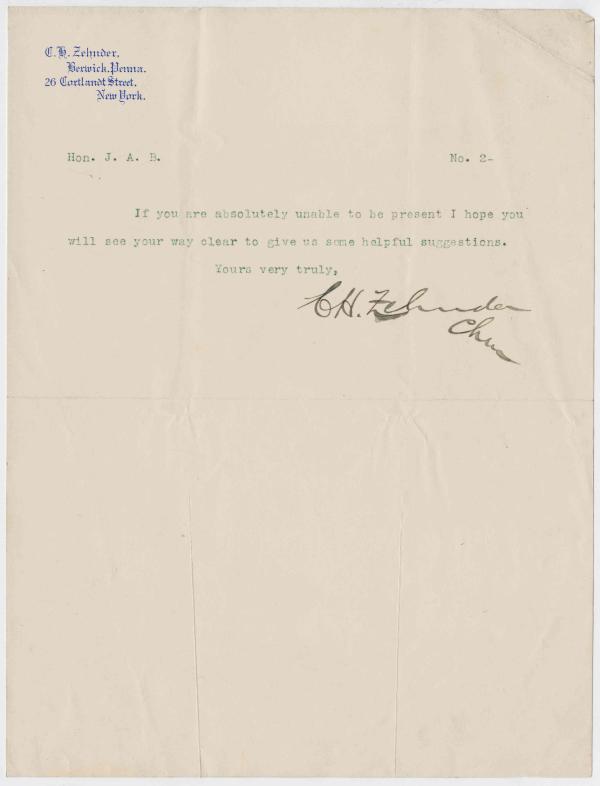 C. H. Zehnder,
Berwick, Penna.
26 Cortlandt Street,
New York.
Hon. J. A. B.
No. 2-
If you are absolutely unable to be present I hope you
will see your way clear to give us some helpful suggestions.
Yours very truly,
C H. Zehnder
Chm